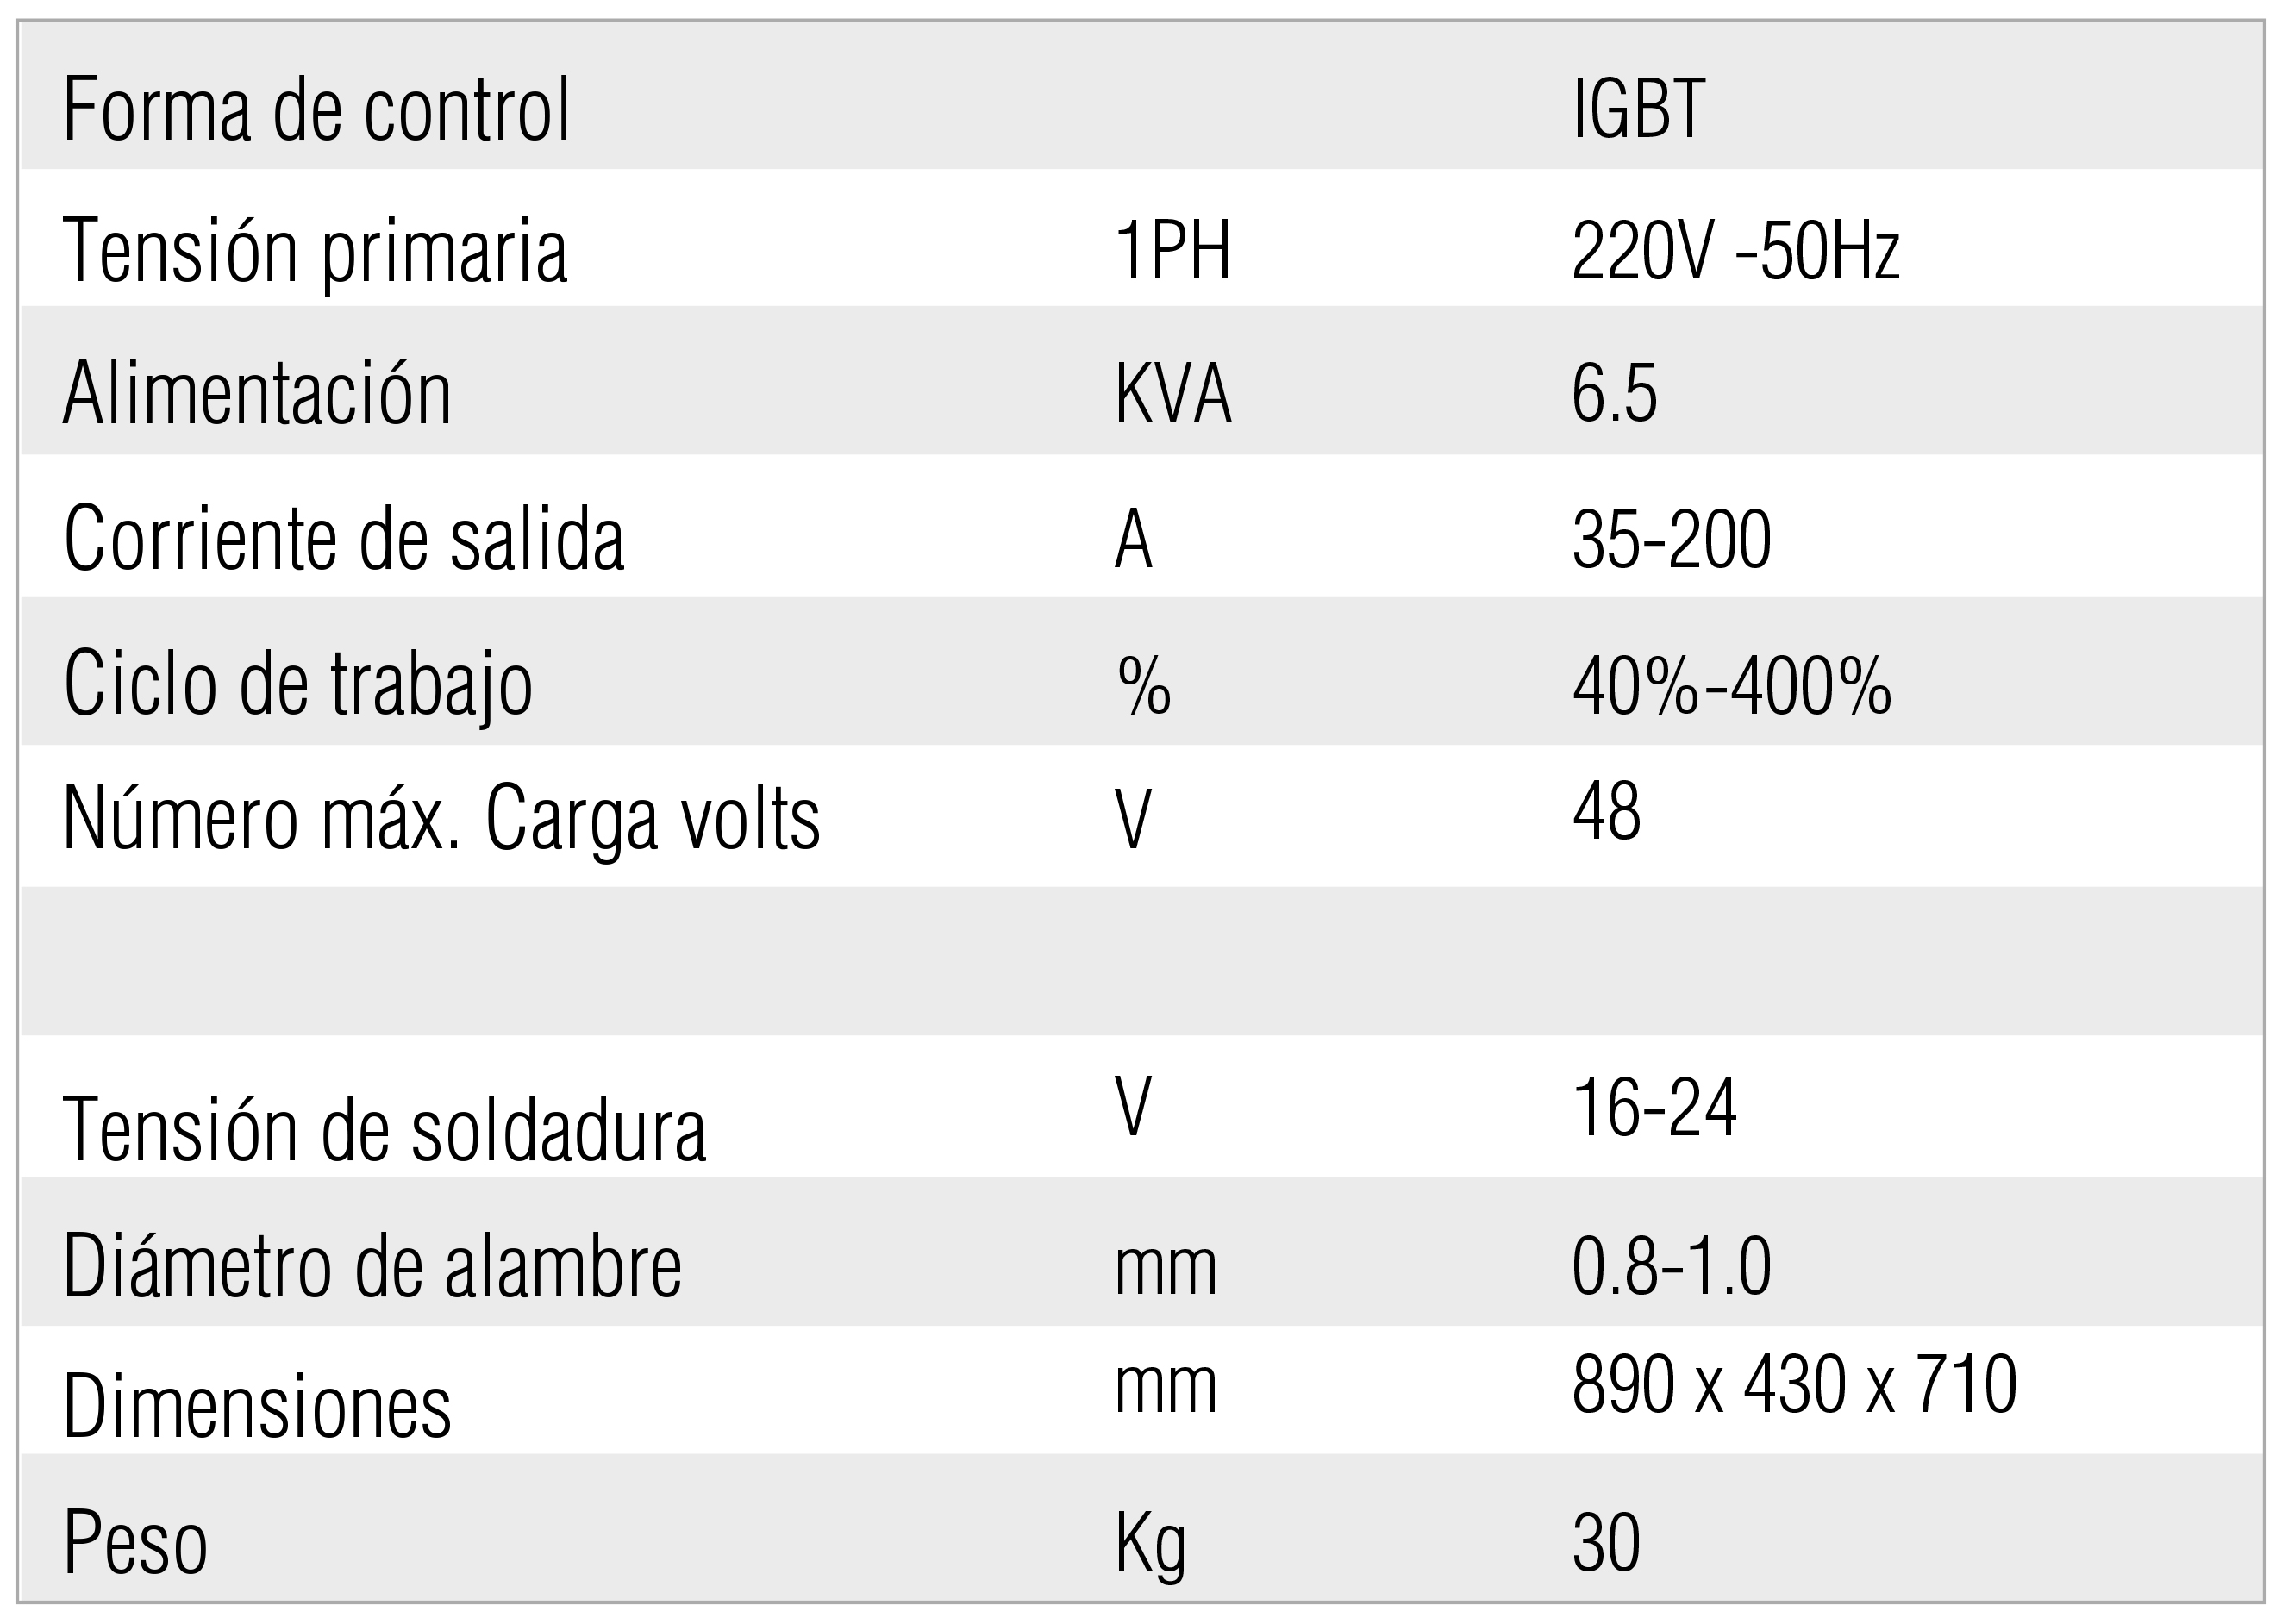 Forma de control IGBT
Tensión primaria 1PH 220V -50Hz
Alimentación KVA 6.5
Corriente de salida A 35-200
Ciclo de trabajo % 40%-400%
Número máx. Carga volts V 48
Tensión de soldadura V 16-24
Diámetro de alambre mm 0.8-1.0
Dimensiones mm 890 x 430 x 710
Peso Kg 30